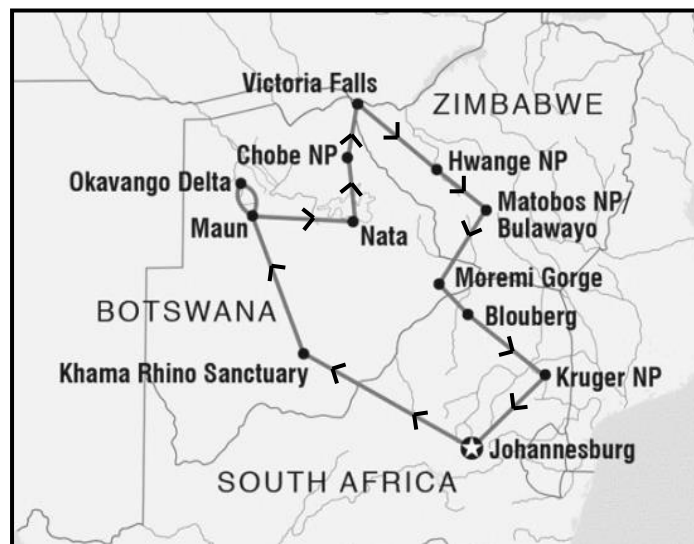 Victoria Falls
ZIMBABWE
Chobe NP
Hwange NP
Okavango Delta
Matobos NP
Bulawayo
Maun
Nata
Moremi Gorge
BOTSWANA
Blouberg
Khama Rhino Sanctuary
Kruger NP
Johannesburg
SOUTH AFRICA